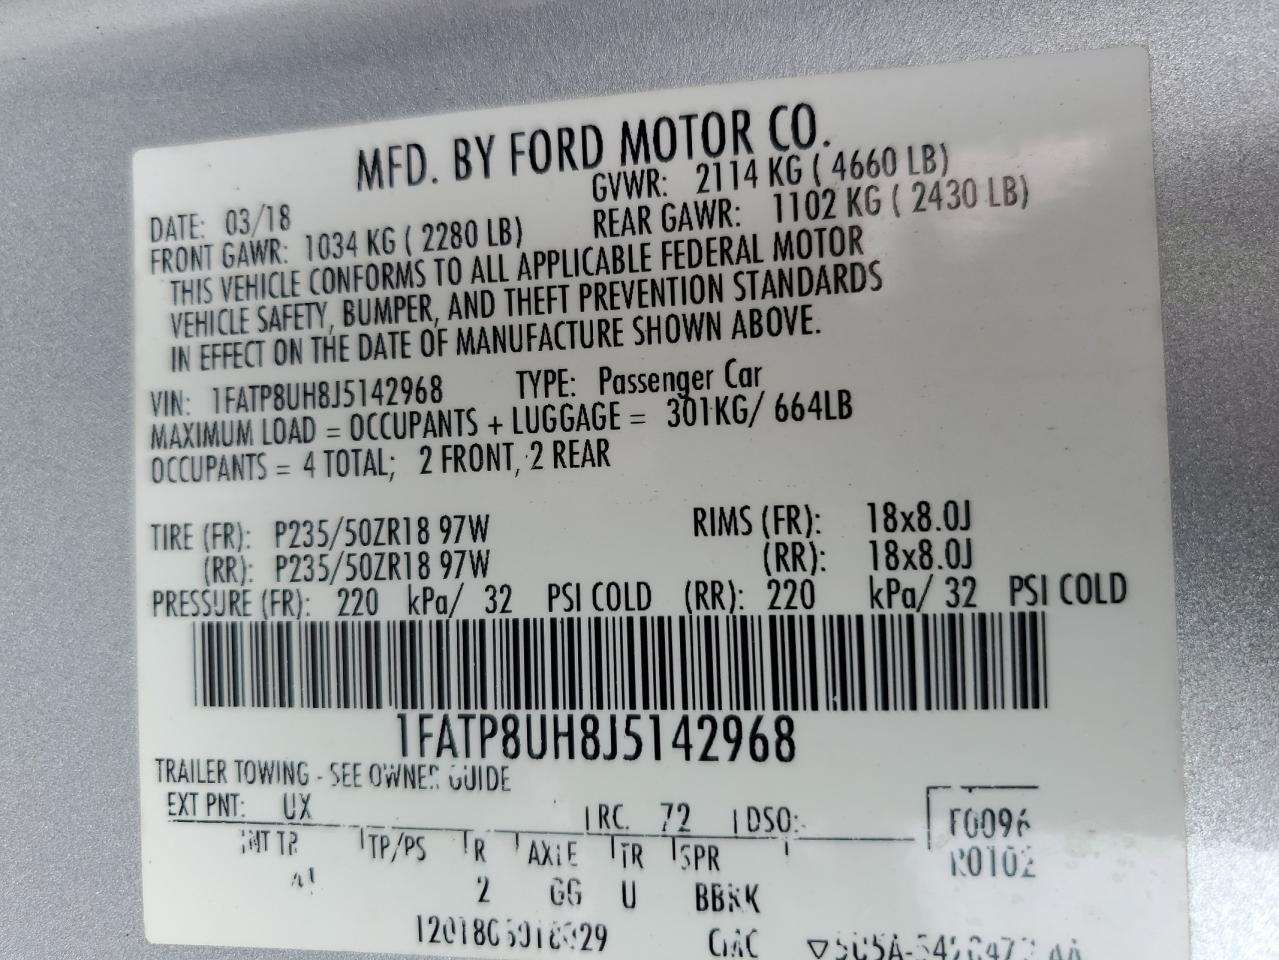 MFD. BY FORD MOTOR CO.
DATE: 03/18 GVWR: 2114 KG ( 4660 LB)
FRONT GAWR: 1034 KG ( 2280 LB) REAR GAWR: 1102 KG ( 2430 LB)
THIS VEHICLE CONFORMS TO ALL APPLICABLE FEDERAL MOTOR
VEHICLE SAFETY, BUMPER, AND THEFT PREVENTION STANDARDS
IN EFFECT ON THE DATE OF MANUFACTURE SHOWN ABOVE.
VIN: 1FATP8UH8J5142968 TYPE: Passenger Car
MAXIMUM LOAD = OCCUPANTS + LUGGAGE = 301KG/ 664LB
OCCUPANTS = 4 TOTAL; 2 FRONT, 2 REAR
TIRE (FR): P235/50ZR18 97W RIMS (FR): 18x8.0J
(RR): P235/50ZR18 97W (RR): 18x8.0J
PRESSURE (FR): 220 kPa/ 32 PSI COLD (RR): 220 kPa/ 32 PSI COLD
1FATP8UH8J5142968
TRAILER TOWING - SEE OWNER GUIDE
EXT PNT: UX RC: 72 DSO: F0096
INT TR TP/PS R AXLE TR SPR R0102
2 GG U BBKK